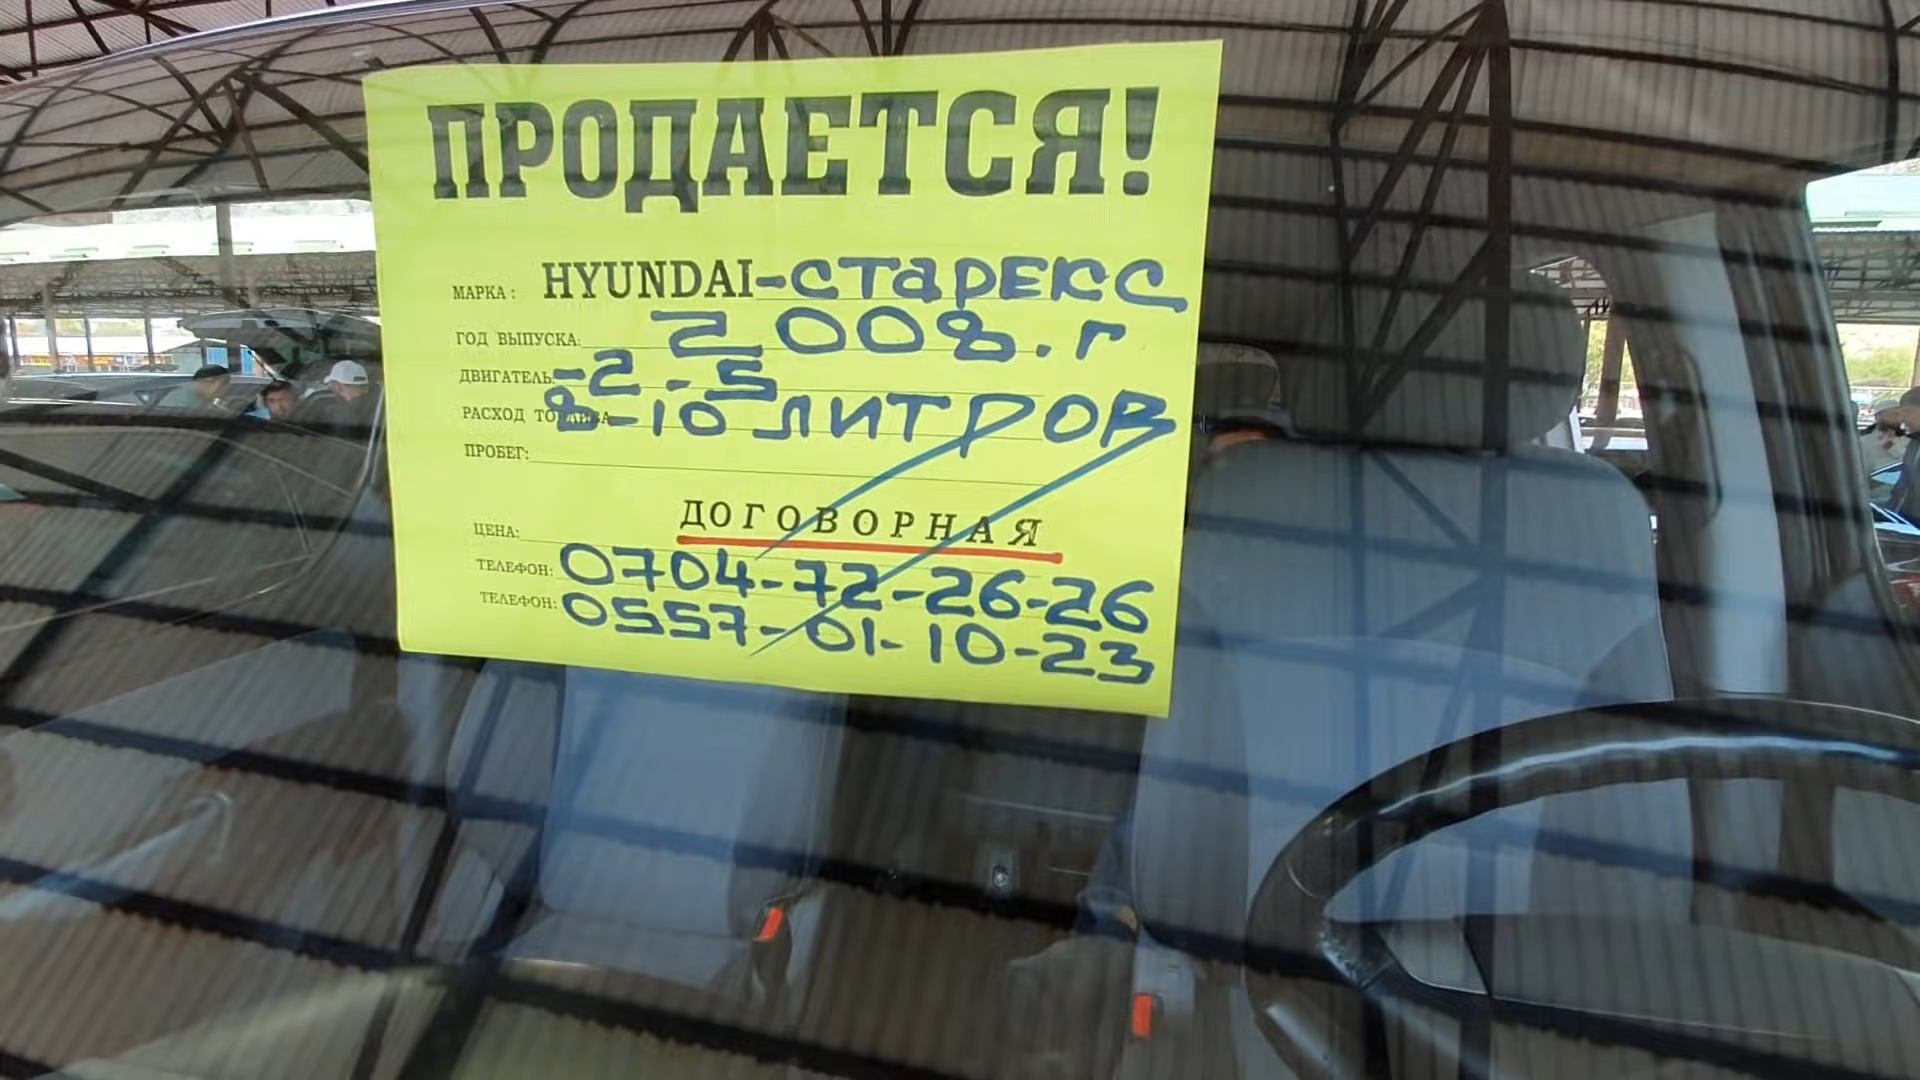 ПРОДАЕТСЯ!
МАРКА: HYUNDAI-СТАРЕКС
ГОД ВЫПУСКА: 2008.г
ДВИГАТЕЛЬ: -2-5
РАСХОД ТОПЛИВА 8-10 ЛИТРОВ
ПРОБЕГ:
ЦЕНА: ДОГОВОРНАЯ
ТЕЛЕФОН: 0704-72-26-26
ТЕЛЕФОН: 0557-01-10-23